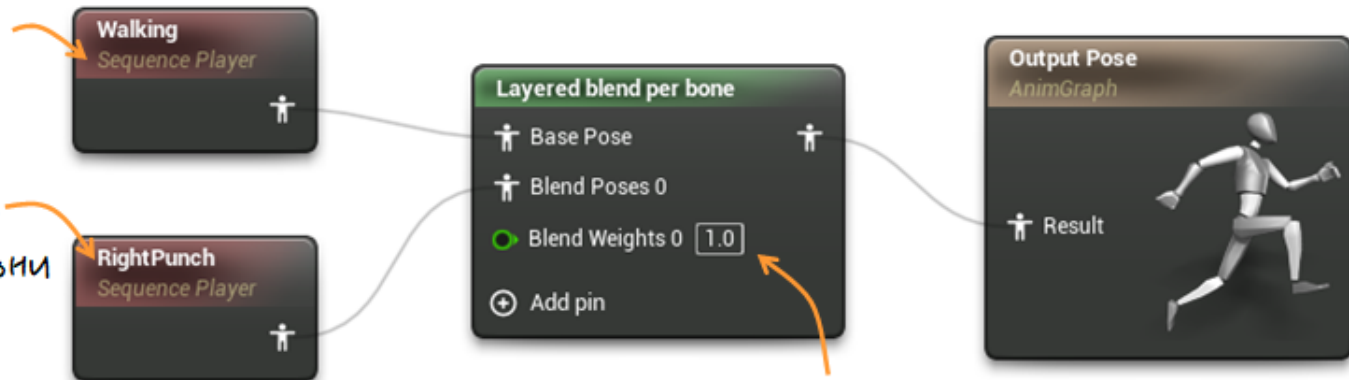 Walking
Sequence Player
RightPunch
Sequence Player
Layered blend per bone
Base Pose
Blend Poses 0
Blend Weights 0 1.0
Add pin
Output Pose
AnimGraph
Result